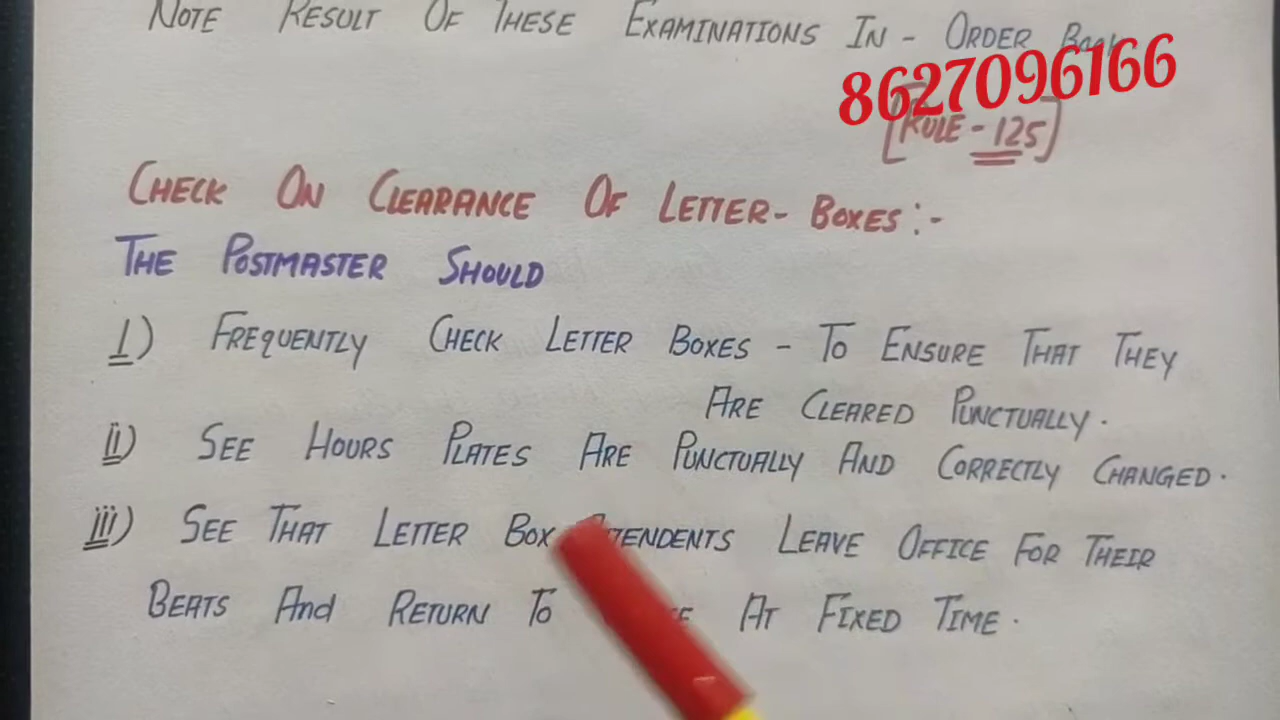 NOTE RESULT OF THESE EXAMINATIONS IN - ORDER
8627096166
[RULE - 125]
CHECK ON CLEARANCE OF LETTER- BOXES:-
THE POSTMASTER SHOULD
I) FREQUENTLY CHECK LETTER BOXES - TO ENSURE THAT THEY
ARE CLEARED PUNCTUALLY.
ii) SEE HOURS PLATES ARE PUNCTUALLY AND CORRECTLY CHANGED.
iii) SEE THAT LETTER BOX LEAVE OFFICE FOR THEIR
BEATS And RETURN TO AT FIXED TIME.